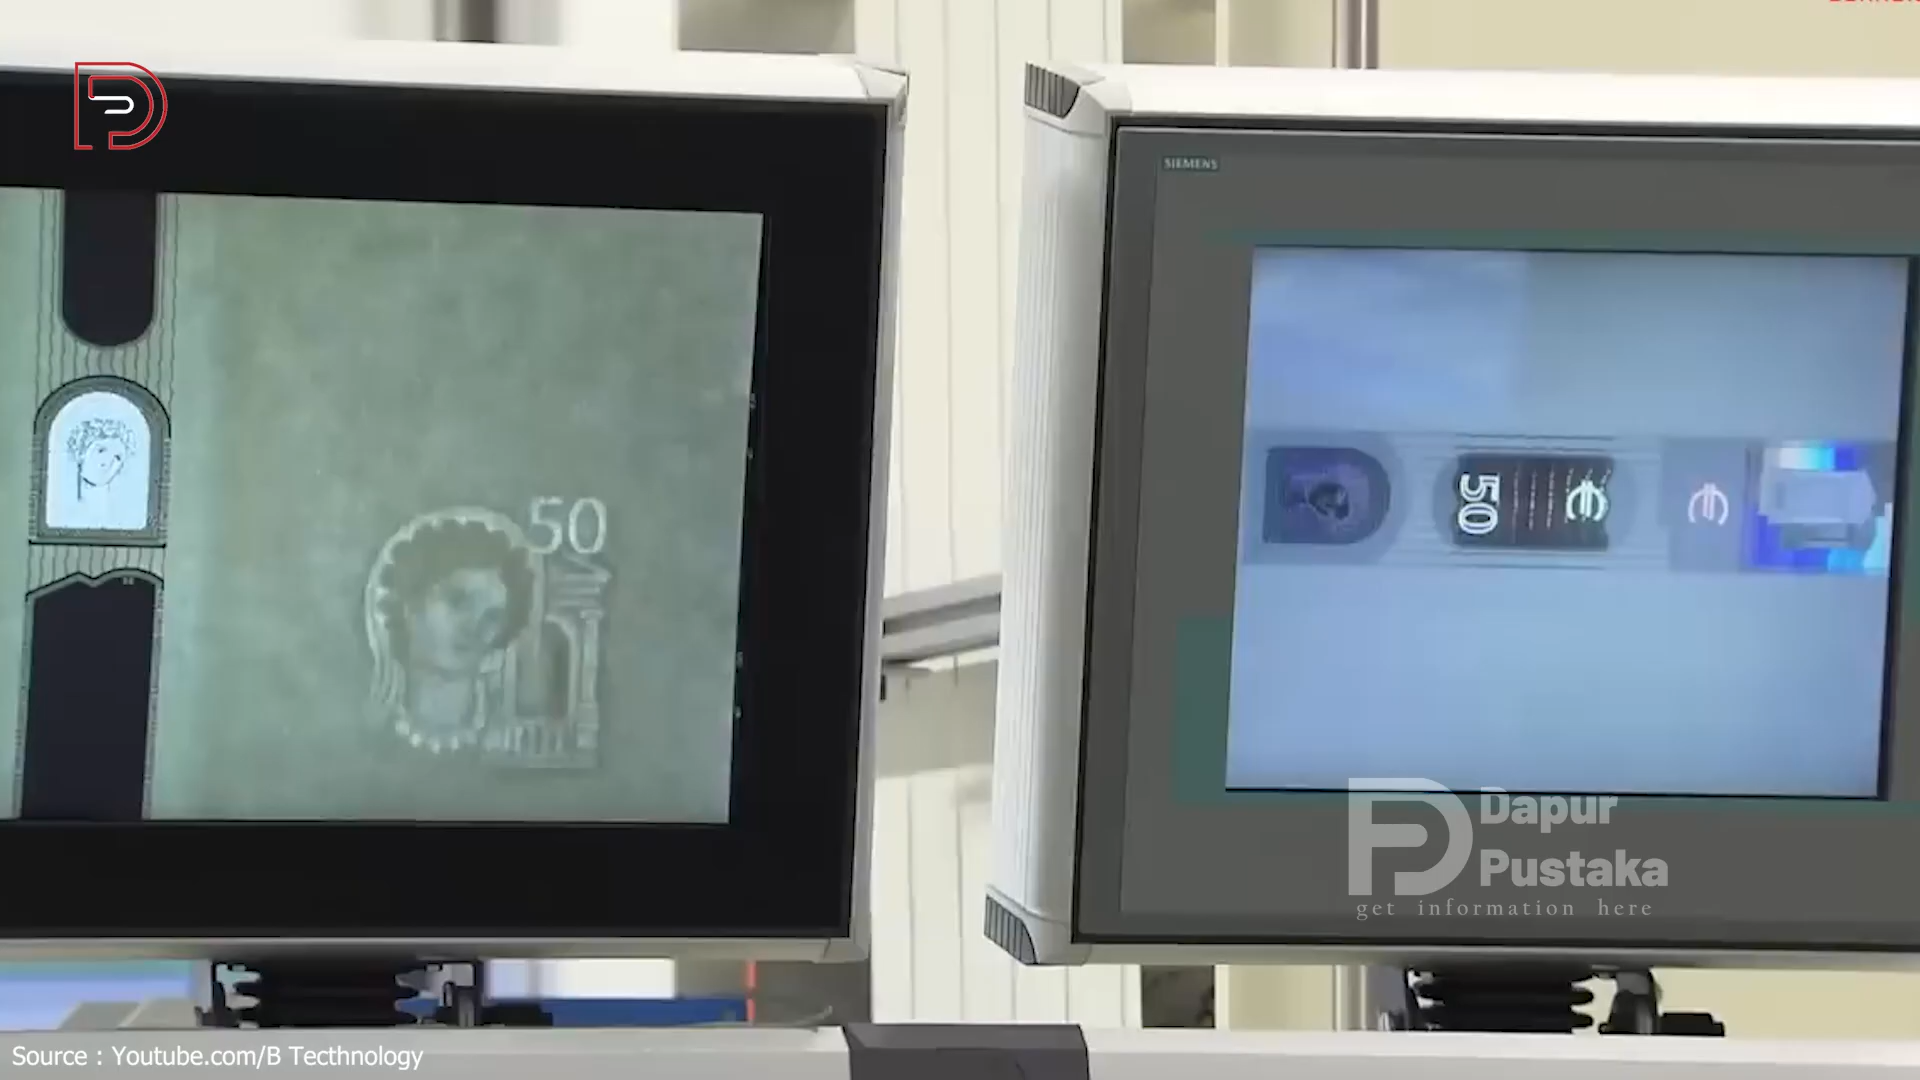 SIEMENS
50
50 €
€
Dapur
Pustaka
get information here
Source : Youtube.com/B Tecthnology